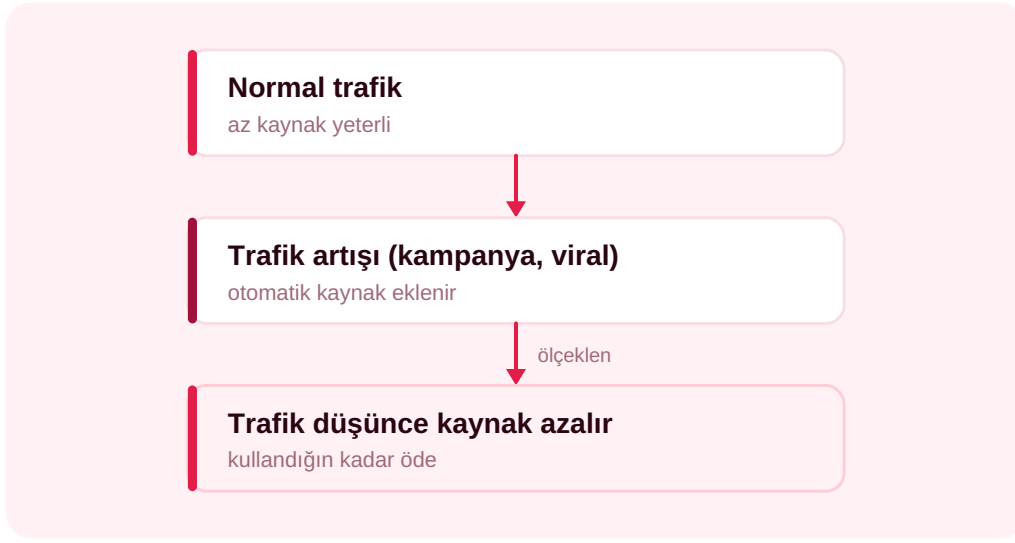 Normal trafik
az kaynak yeterli
Trafik artışı (kampanya, viral)
otomatik kaynak eklenir
ölçeklen
Trafik düşünce kaynak azalır
kullandığın kadar öde